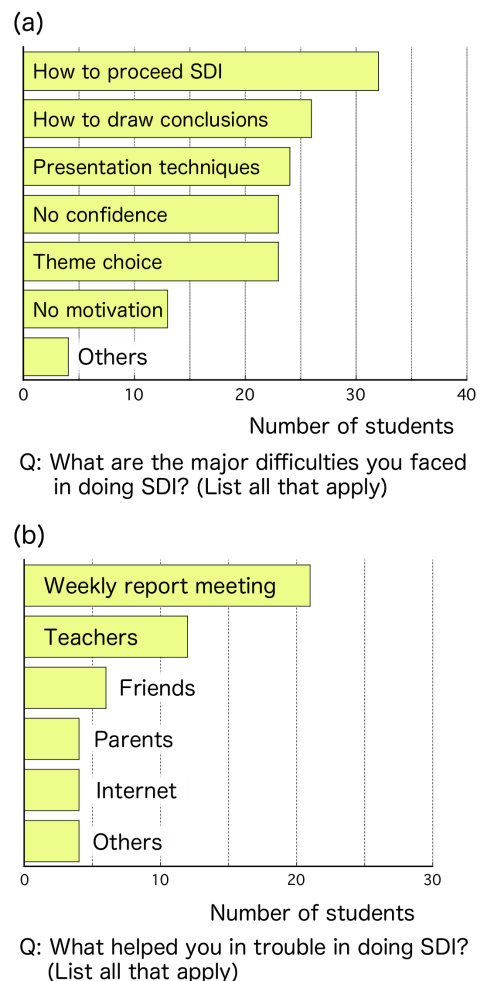 (a)
How to proceed SDI
How to draw conclusions
Presentation techniques
No confidence
Theme choice
No motivation
Others
0 10 20 30 40
Number of students
Q: What are the major difficulties you faced
in doing SDI? (List all that apply)
(b)
Weekly report meeting
Teachers
Friends
Parents
Internet
Others
0 10 20 30
Number of students
Q: What helped you in trouble in doing SDI?
(List all that apply)